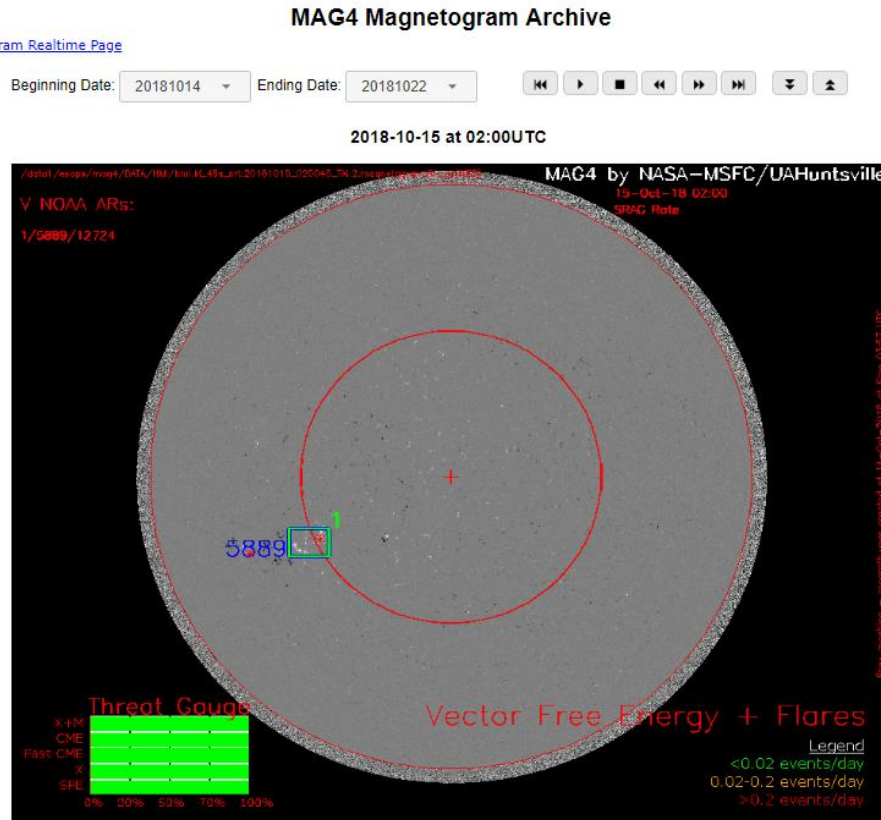 MAG4 Magnetogram Archive
ram Realtime Page
Beginning Date: 20181014 Ending Date: 20181022
2018-10-15 at 02:00UTC
MAG4 by NASA-MSFC/UAHuntsville
15-Oct-18 02:00
SRAG Rate
V NOAA ARs:
1/5889/12724
1
5889
Threat Gauge
X+M
CME
Fast CME
X
SPE
0% 20% 50% 70% 100%
Vector Free Energy + Flares
Legend
<0.02 events/day
0.02-0.2 events/day
>0.2 events/day